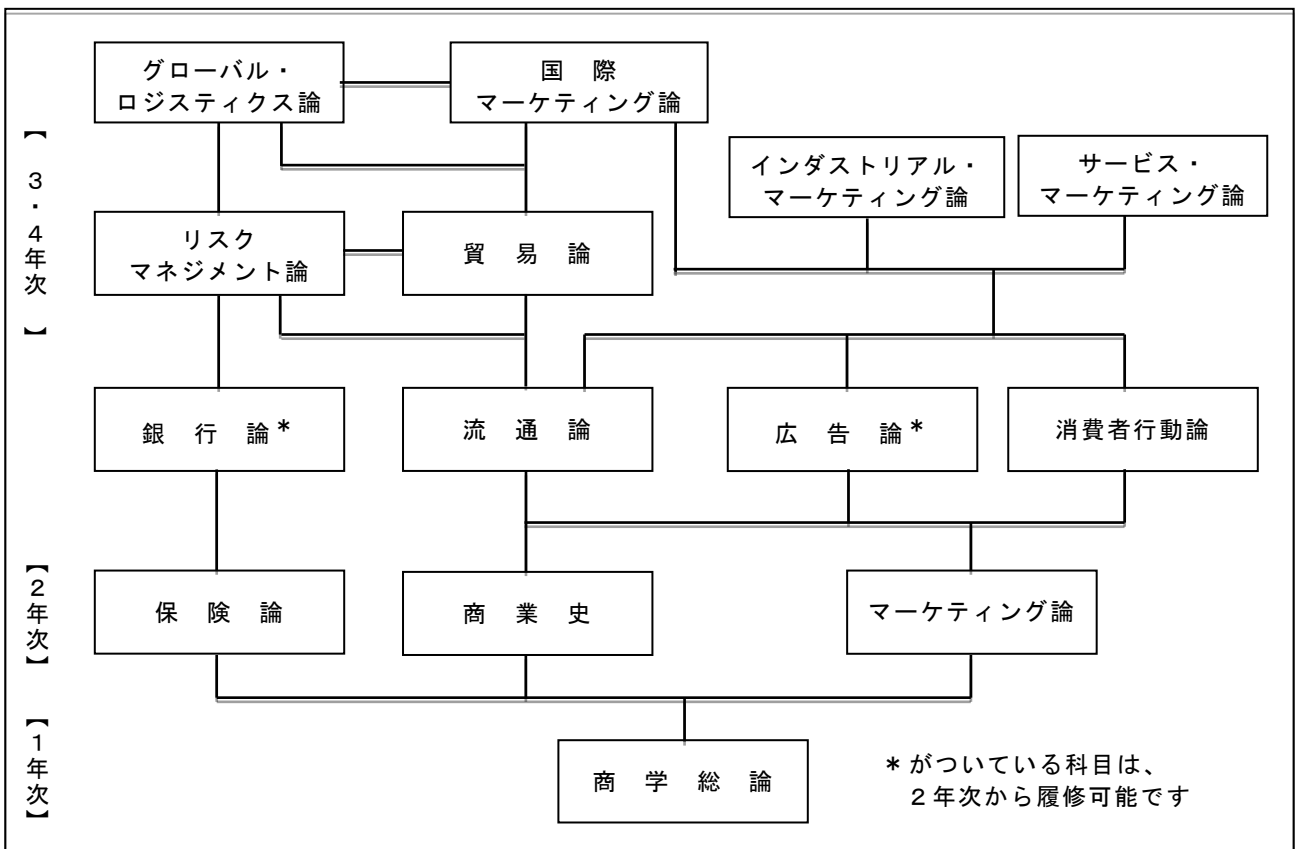 グローバル・
ロジスティクス論
国 際
マーケティング論
インダストリアル・
マーケティング論
サービス・
マーケティング論
【3・4年次】
リスク
マネジメント論
貿 易 論
銀 行 論*
流 通 論
広 告 論*
消費者行動論
【2年次】
保 険 論
商 業 史
マーケティング論
【1年次】
商 学 総 論
*がついている科目は、
2年次から履修可能です